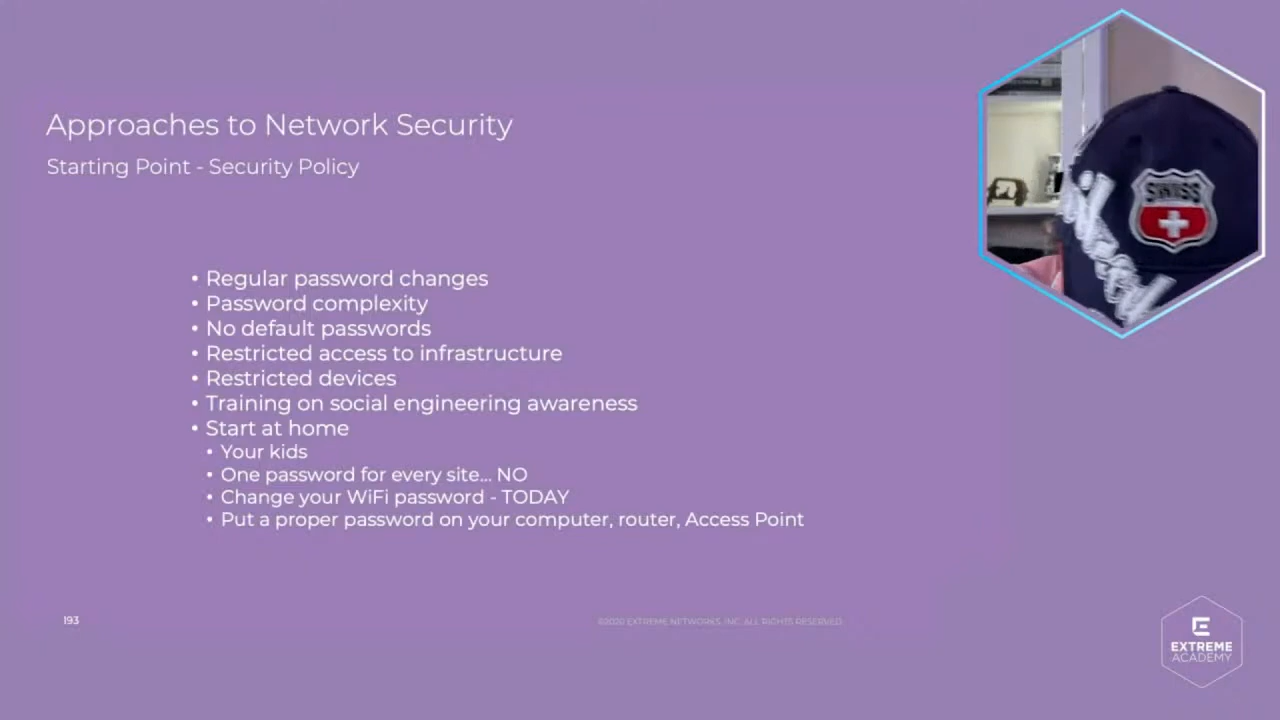 Approaches to Network Security
Starting Point - Security Policy
• Regular password changes
• Password complexity
• No default passwords
• Restricted access to infrastructure
• Restricted devices
• Training on social engineering awareness
• Start at home
• Your kids
• One password for every site... NO
• Change your WiFi password - TODAY
• Put a proper password on your computer, router, Access Point
SWISS
193
©2020 EXTREME NETWORKS, INC. ALL RIGHTS RESERVED.
EXTREME
ACADEMY